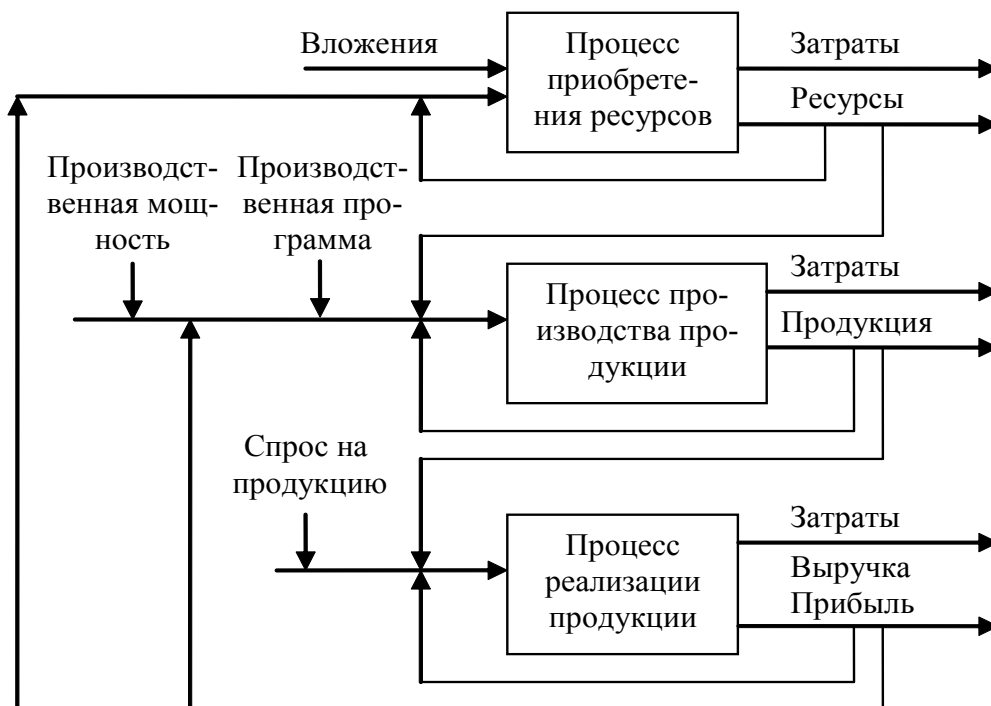 Вложения
Процесс
приобрете-
ния ресурсов
Затраты
Ресурсы
Производст-
венная мощ-
ность
Производст-
венная про-
грамма
Процесс про-
изводства про-
дукции
Затраты
Продукция
Спрос на
продукцию
Процесс
реализации
продукции
Затраты
Выручка
Прибыль